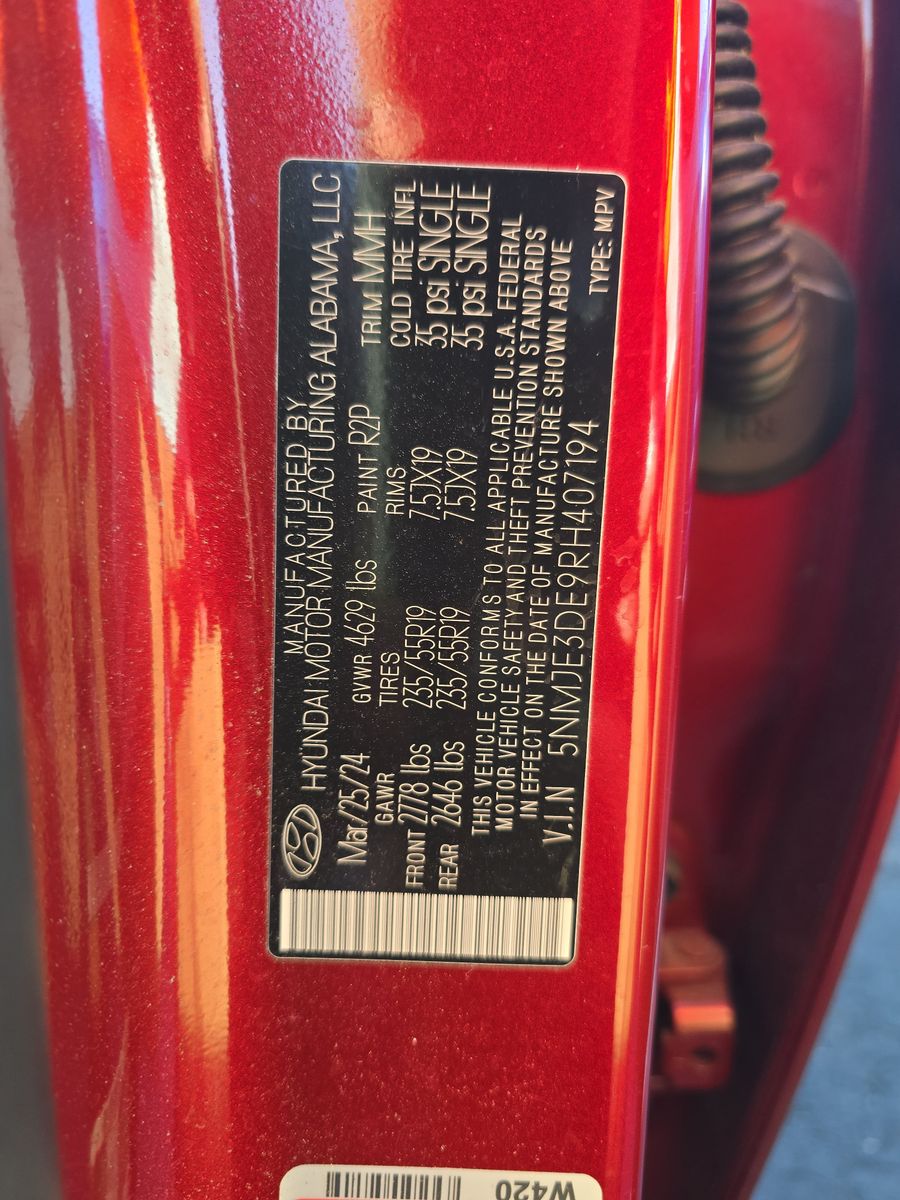 MANUFACTURED BY
HYUNDAI MOTOR MANUFACTURING ALABAMA, LLC
Mar/25/24 GVWR 4629 lbs PAINT R2P TRIM MMH
GAWR TIRES RIMS COLD TIRE INFL
FRONT 2778 lbs 235/55R19 7.5JX19 35 psi SINGLE
REAR 2646 lbs 235/55R19 7.5JX19 35 psi SINGLE
THIS VEHICLE CONFORMS TO ALL APPLICABLE U.S.A. FEDERAL
MOTOR VEHICLE SAFETY AND THEFT PREVENTION STANDARDS
IN EFFECT ON THE DATE OF MANUFACTURE SHOWN ABOVE
V.I.N 5NMJE3DE9RH407194 TYPE: MPV
W420